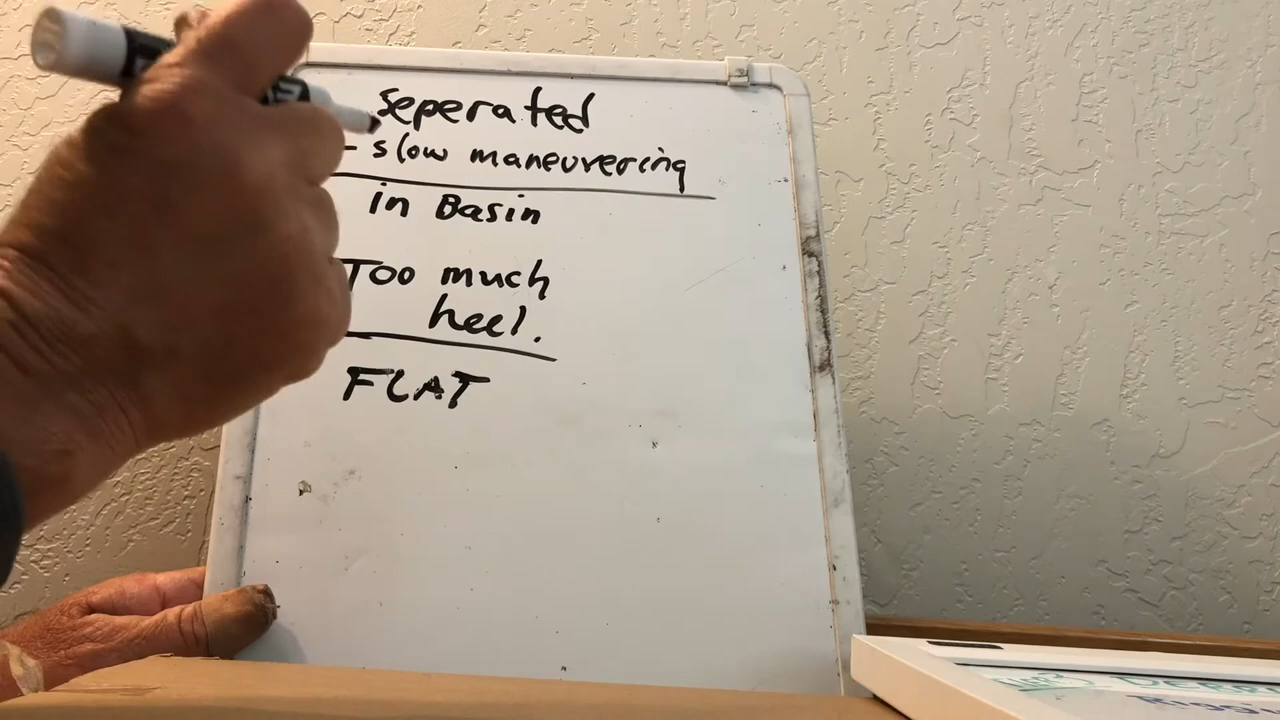 seperated
- slow maneuvering
in Basin
Too much
heel.
FLAT